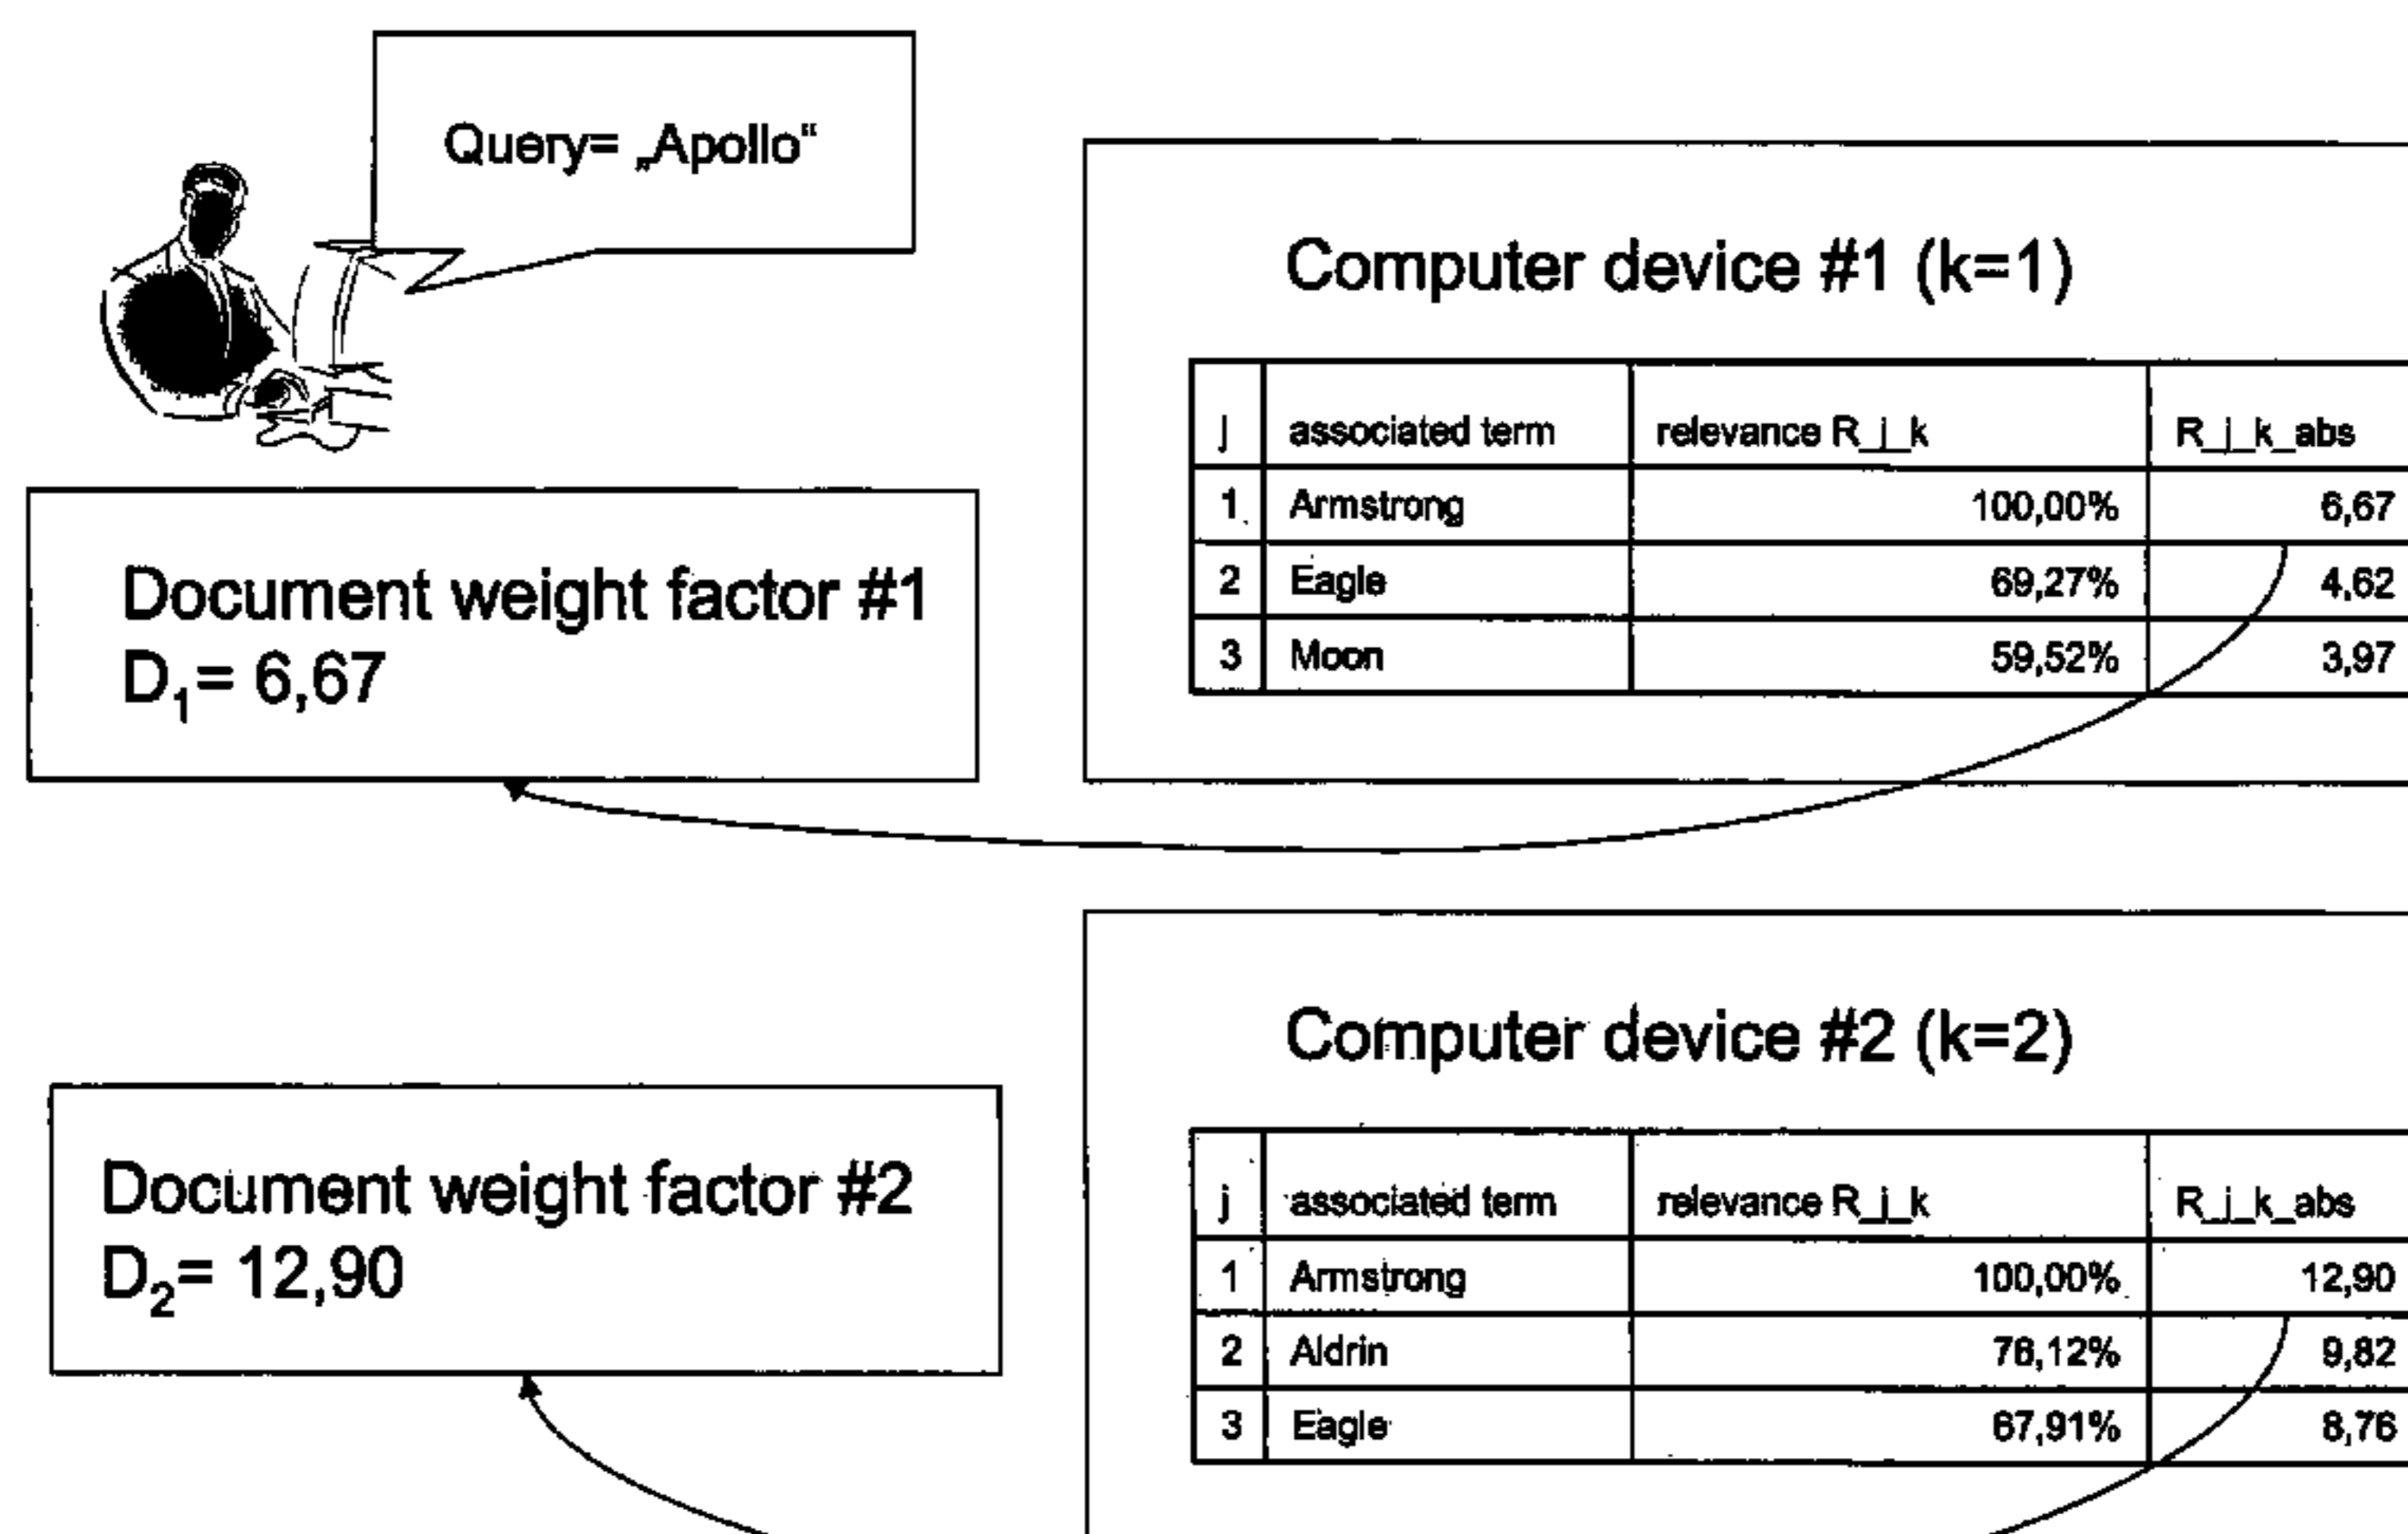 Query= „Apollo“
Computer device #1 (k=1)
j associated term relevance R_j_k R_j_k_abs
1 Armstrong 100,00% 6,67
2 Eagle 69,27% 4,62
3 Moon 59,52% 3,97
Document weight factor #1
D₁= 6,67
Computer device #2 (k=2)
j associated term relevance R_j_k R_j_k_abs
1 Armstrong 100,00% 12,90
2 Aldrin 76,12% 9,82
3 Eagle 67,91% 8,76
Document weight factor #2
D₂= 12,90